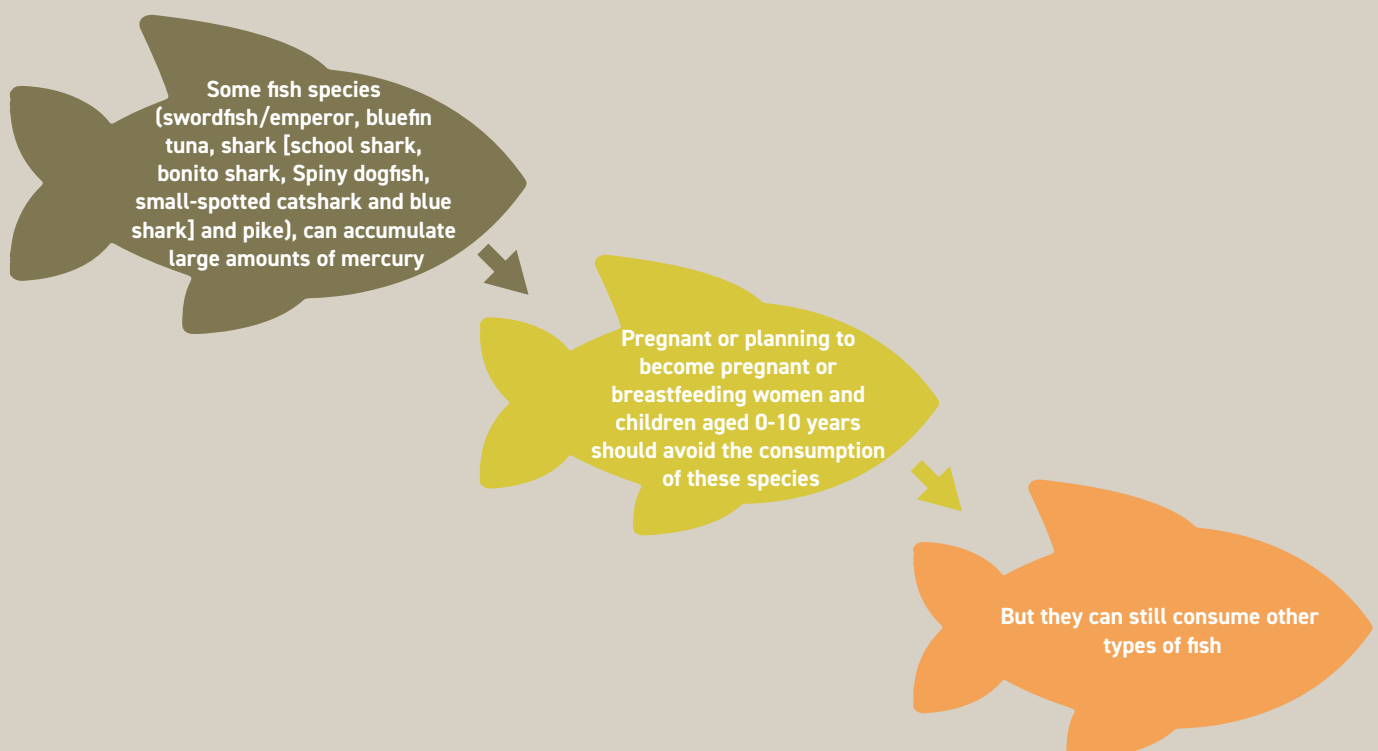 Some fish species
(swordfish/emperor, bluefin
tuna, shark [school shark,
bonito shark, Spiny dogfish,
small-spotted catshark and blue
shark] and pike), can accumulate
large amounts of mercury
Pregnant or planning to
become pregnant or
breastfeeding women and
children aged 0-10 years
should avoid the consumption
of these species
But they can still consume other
types of fish